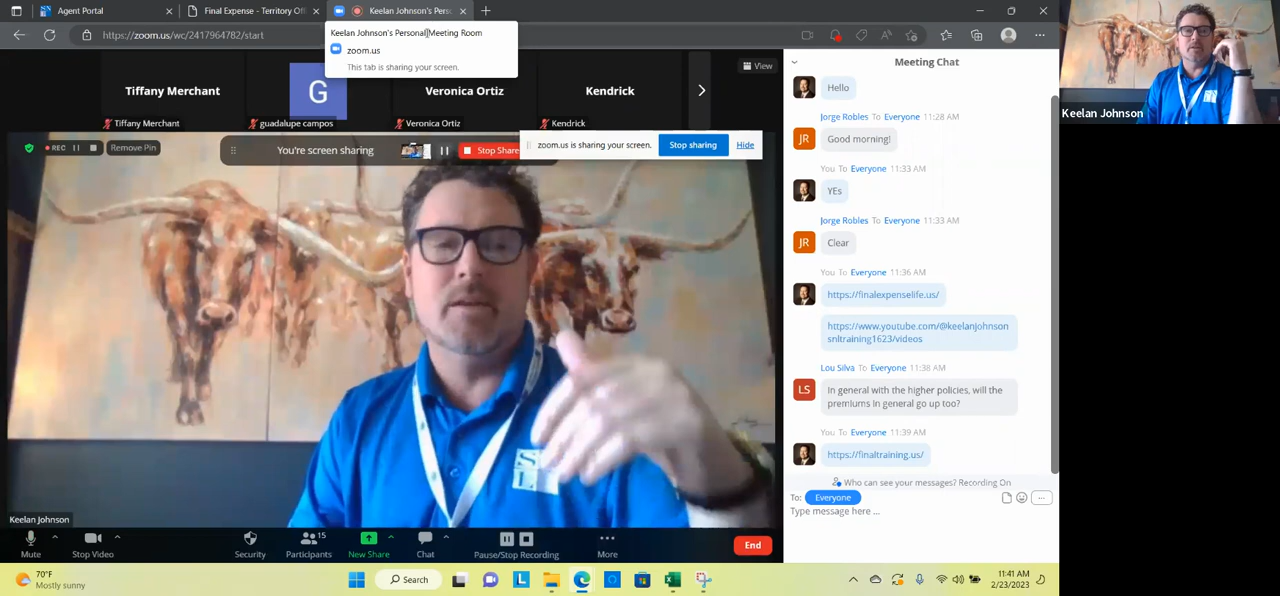 Agent Portal
Final Expense - Territory Offi
Keelan Johnson's Perso
https://zoom.us/wc/2417964782/start
Keelan Johnson's Personal Meeting Room
zoom.us
This tab is sharing your screen.
Tiffany Merchant
Tiffany Merchant
G
guadalupe campos
Veronica Ortiz
Veronica Ortiz
Kendrick
Kendrick
View
REC
Remove Pin
You're screen sharing
Stop Share
zoom.us is sharing your screen.
Stop sharing
Hide
Keelan Johnson
Mute
Stop Video
Security
15
Participants
New Share
Chat
Pause/Stop Recording
More
End
Meeting Chat
Hello
Jorge Robles To Everyone 11:28 AM
JR
Good morning!
You To Everyone 11:33 AM
YEs
Jorge Robles To Everyone 11:33 AM
JR
Clear
You To Everyone 11:36 AM
https://finalexpenselife.us/
https://www.youtube.com/@keelanjohnson
snltraining1623/videos
Lou Silva To Everyone 11:38 AM
LS
In general with the higher policies, will the
premiums in general go up too?
You To Everyone 11:39 AM
https://finaltraining.us/
Who can see your messages? Recording On
To: Everyone
Type message here ...
Keelan Johnson
70°F
Mostly sunny
Search
L
11:41 AM
2/23/2023